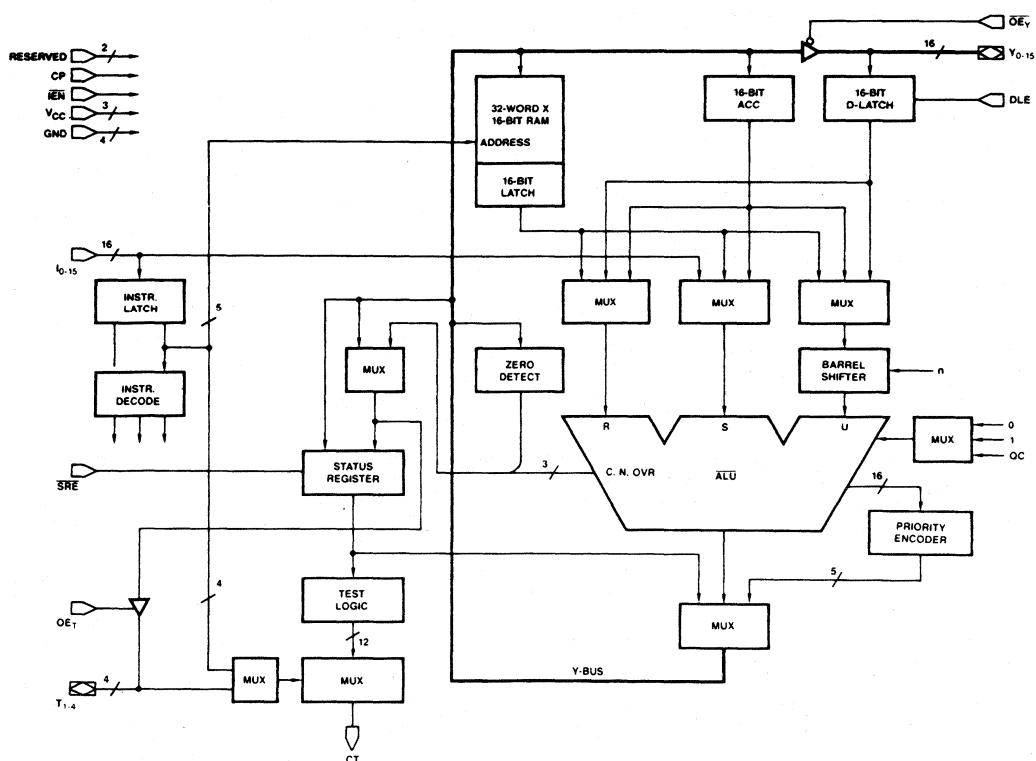 RESERVED
2
CP
IEN
VCC
3
GND
4
OEY
16
Y0-15
DLE
32-WORD X
16-BIT RAM
ADDRESS
16-BIT
LATCH
16-BIT
ACC
16-BIT
D-LATCH
I0-15
16
INSTR.
LATCH
5
INSTR.
DECODE
MUX
MUX
MUX
MUX
ZERO
DETECT
BARREL
SHIFTER
n
R
S
U
MUX
0
1
QC
SRE
STATUS
REGISTER
3
C. N. OVR
ALU
16
PRIORITY
ENCODER
5
OET
4
TEST
LOGIC
12
MUX
T1-4
4
MUX
MUX
Y-BUS
CT